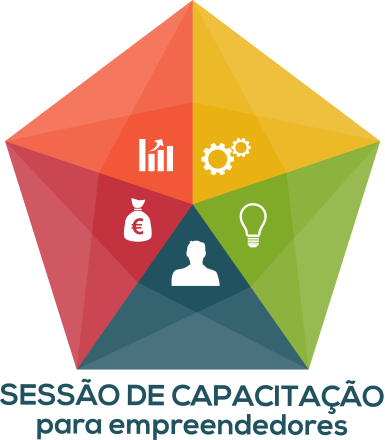 €
SESSÃO DE CAPACITAÇÃO
para empreendedores